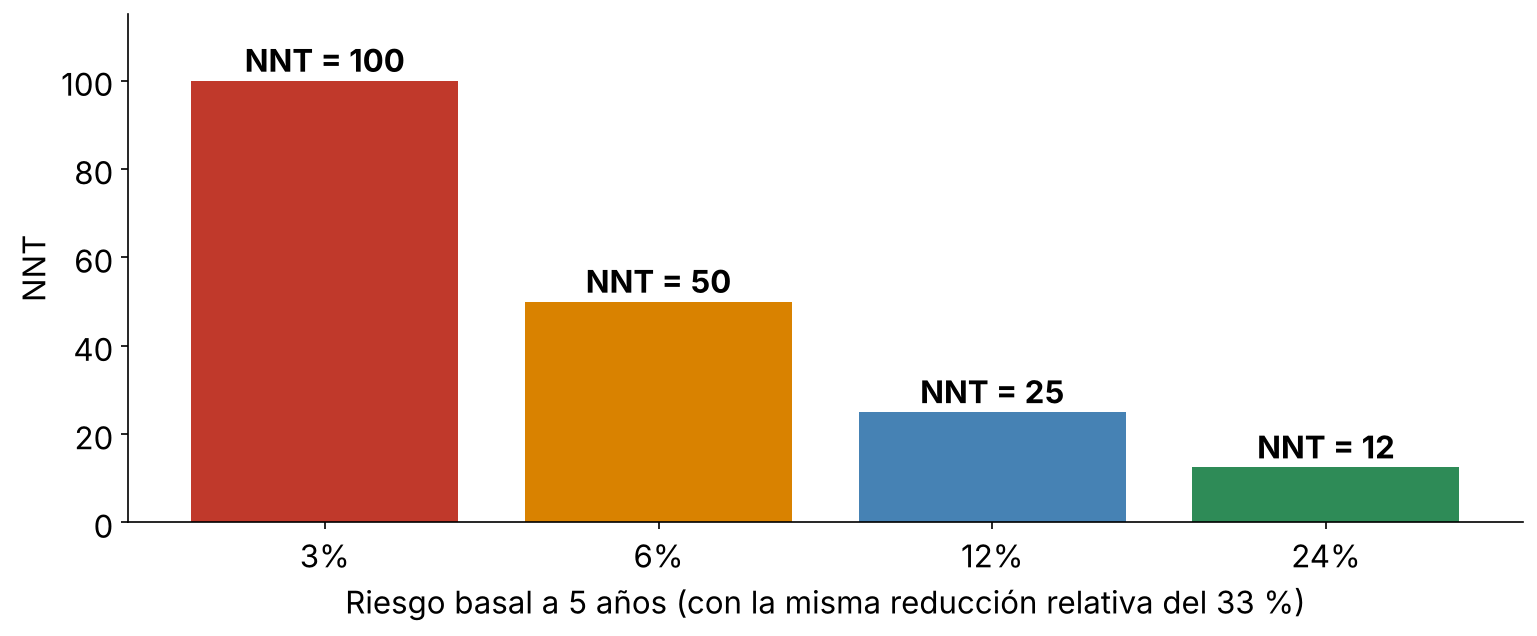 NNT = 100
100
80
NNT
60
NNT = 50
40
NNT = 25
20
NNT = 12
0
3%
6%
12%
24%
Riesgo basal a 5 años (con la misma reducción relativa del 33 %)